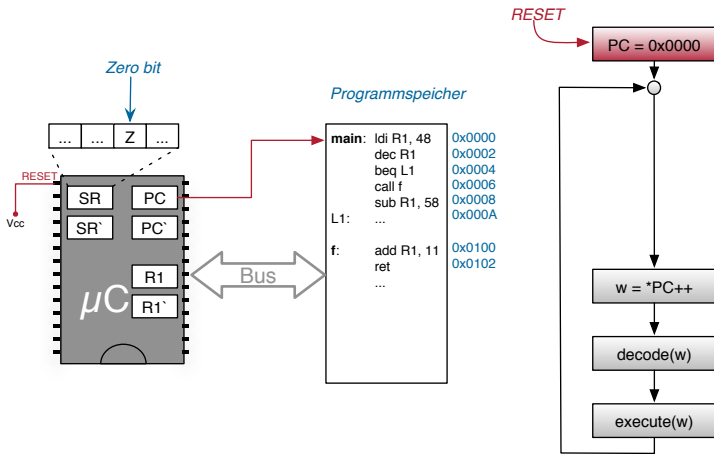 Zero bit
... ... Z ...
RESET
Vcc
SR PC
SR` PC`
R1
R1`
µC
Bus
Programmspeicher
main: ldi R1, 48 0x0000
dec R1 0x0002
beq L1 0x0004
call f 0x0006
sub R1, 58 0x0008
L1: ... 0x000A
f: add R1, 11 0x0100
ret 0x0102
...
RESET
PC = 0x0000
w = *PC++
decode(w)
execute(w)